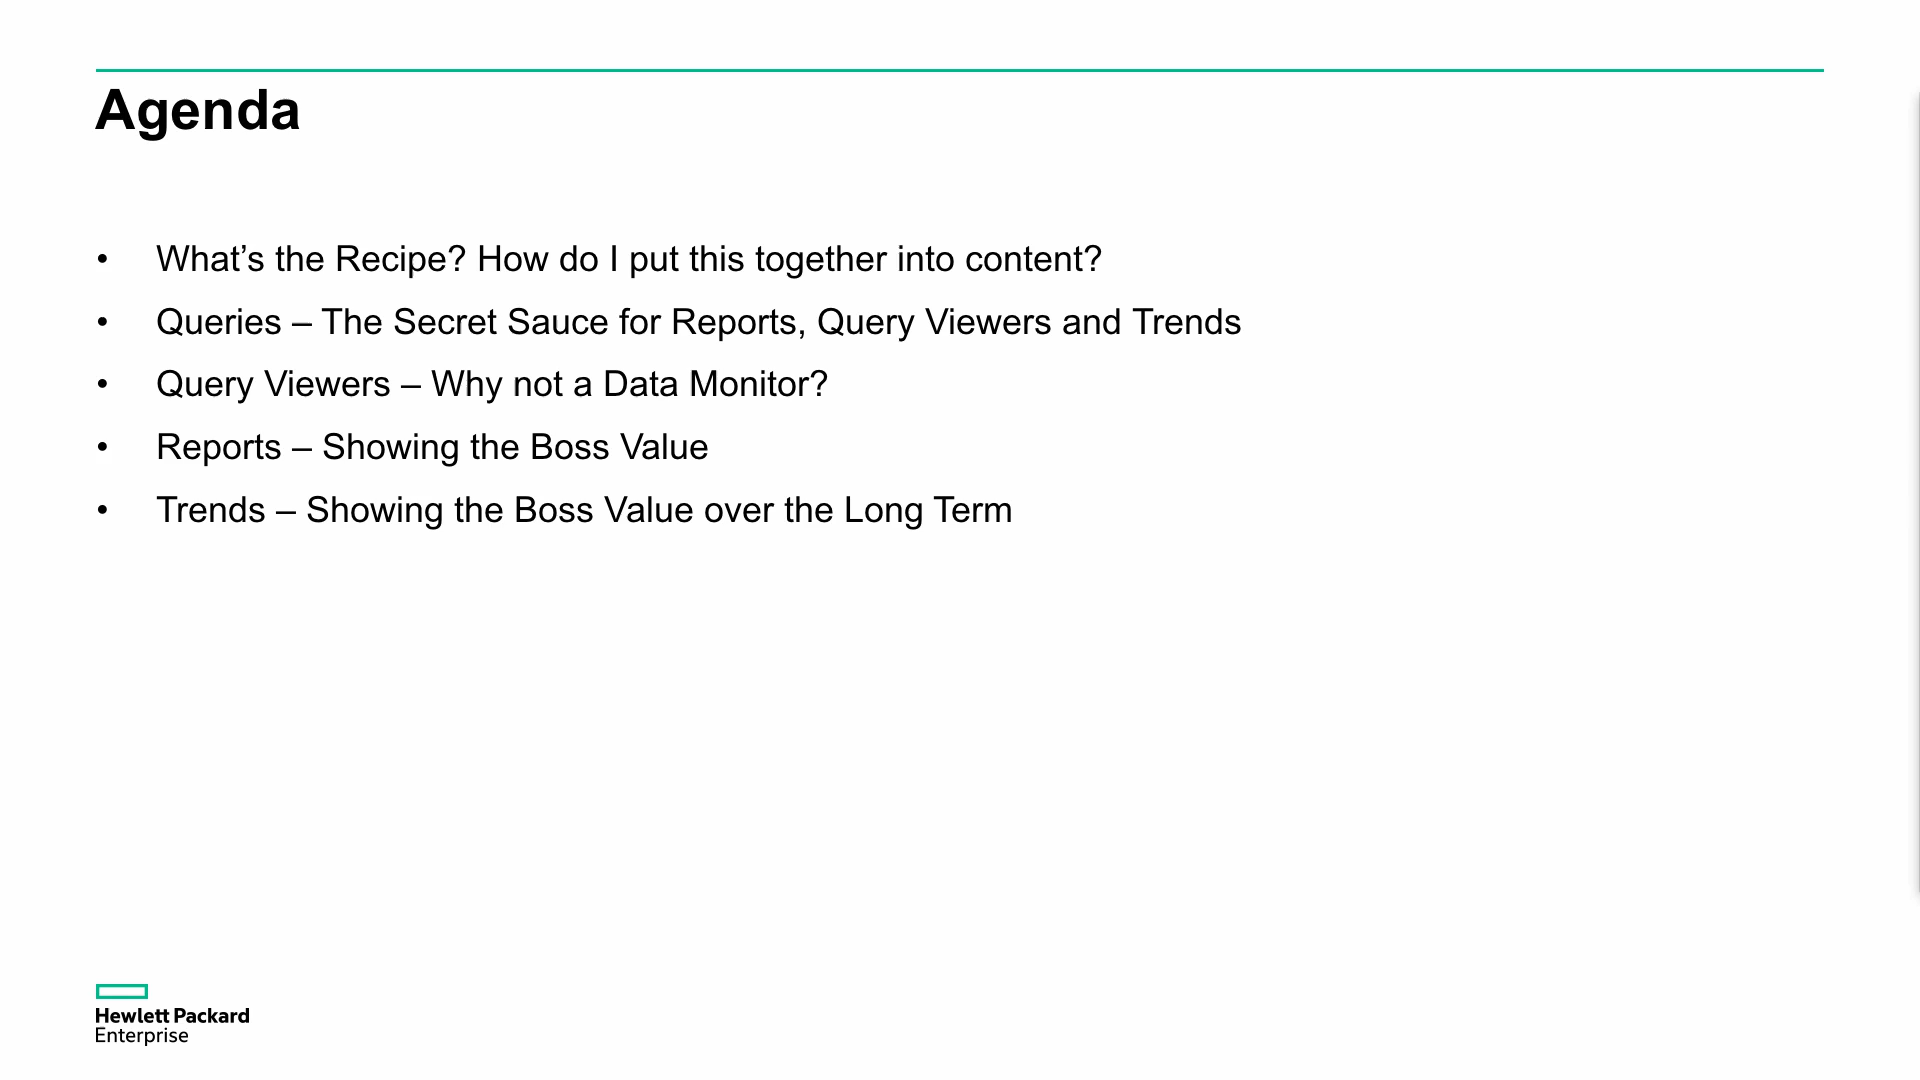 Agenda
• What’s the Recipe? How do I put this together into content?
• Queries – The Secret Sauce for Reports, Query Viewers and Trends
• Query Viewers – Why not a Data Monitor?
• Reports – Showing the Boss Value
• Trends – Showing the Boss Value over the Long Term
Hewlett Packard
Enterprise